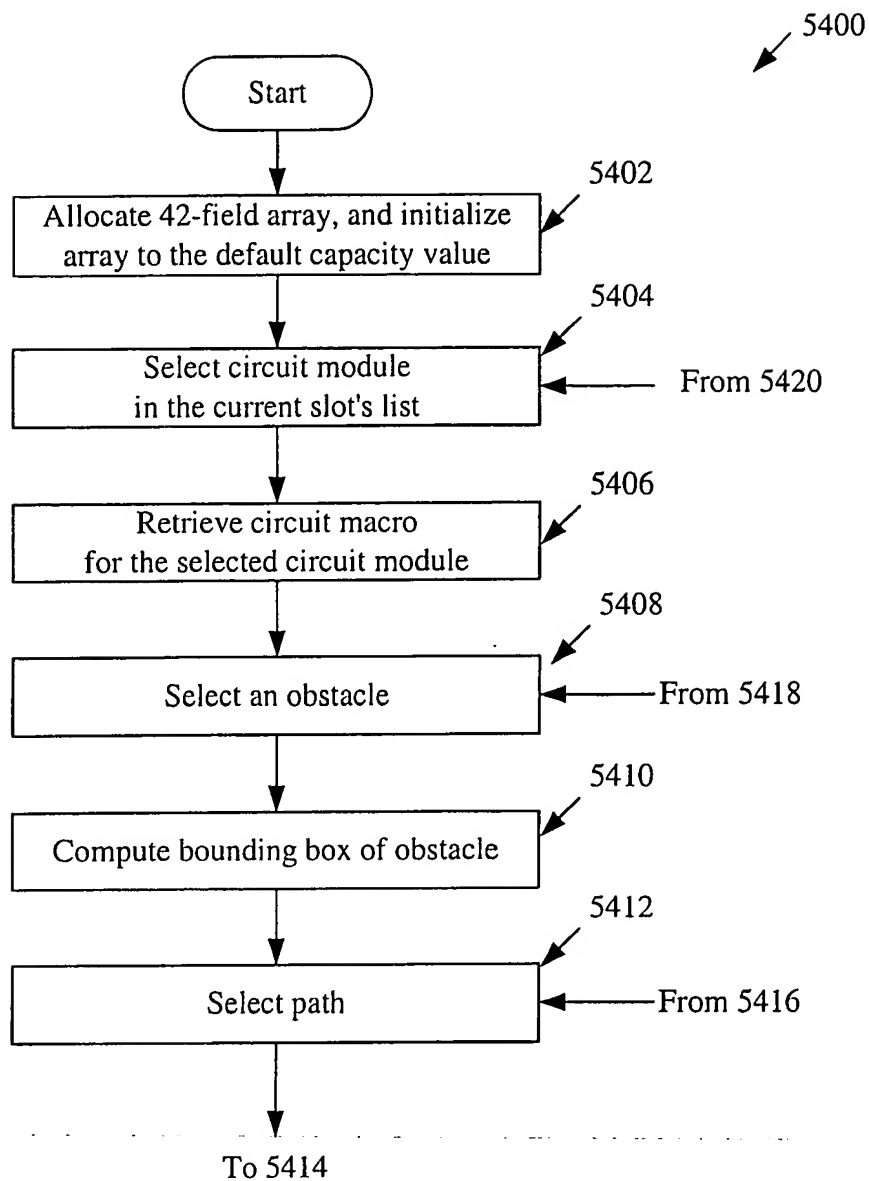 5400
Start
5402
Allocate 42-field array, and initialize
array to the default capacity value
5404
Select circuit module
in the current slot's list
From 5420
5406
Retrieve circuit macro
for the selected circuit module
5408
Select an obstacle
From 5418
5410
Compute bounding box of obstacle
5412
Select path
From 5416
To 5414